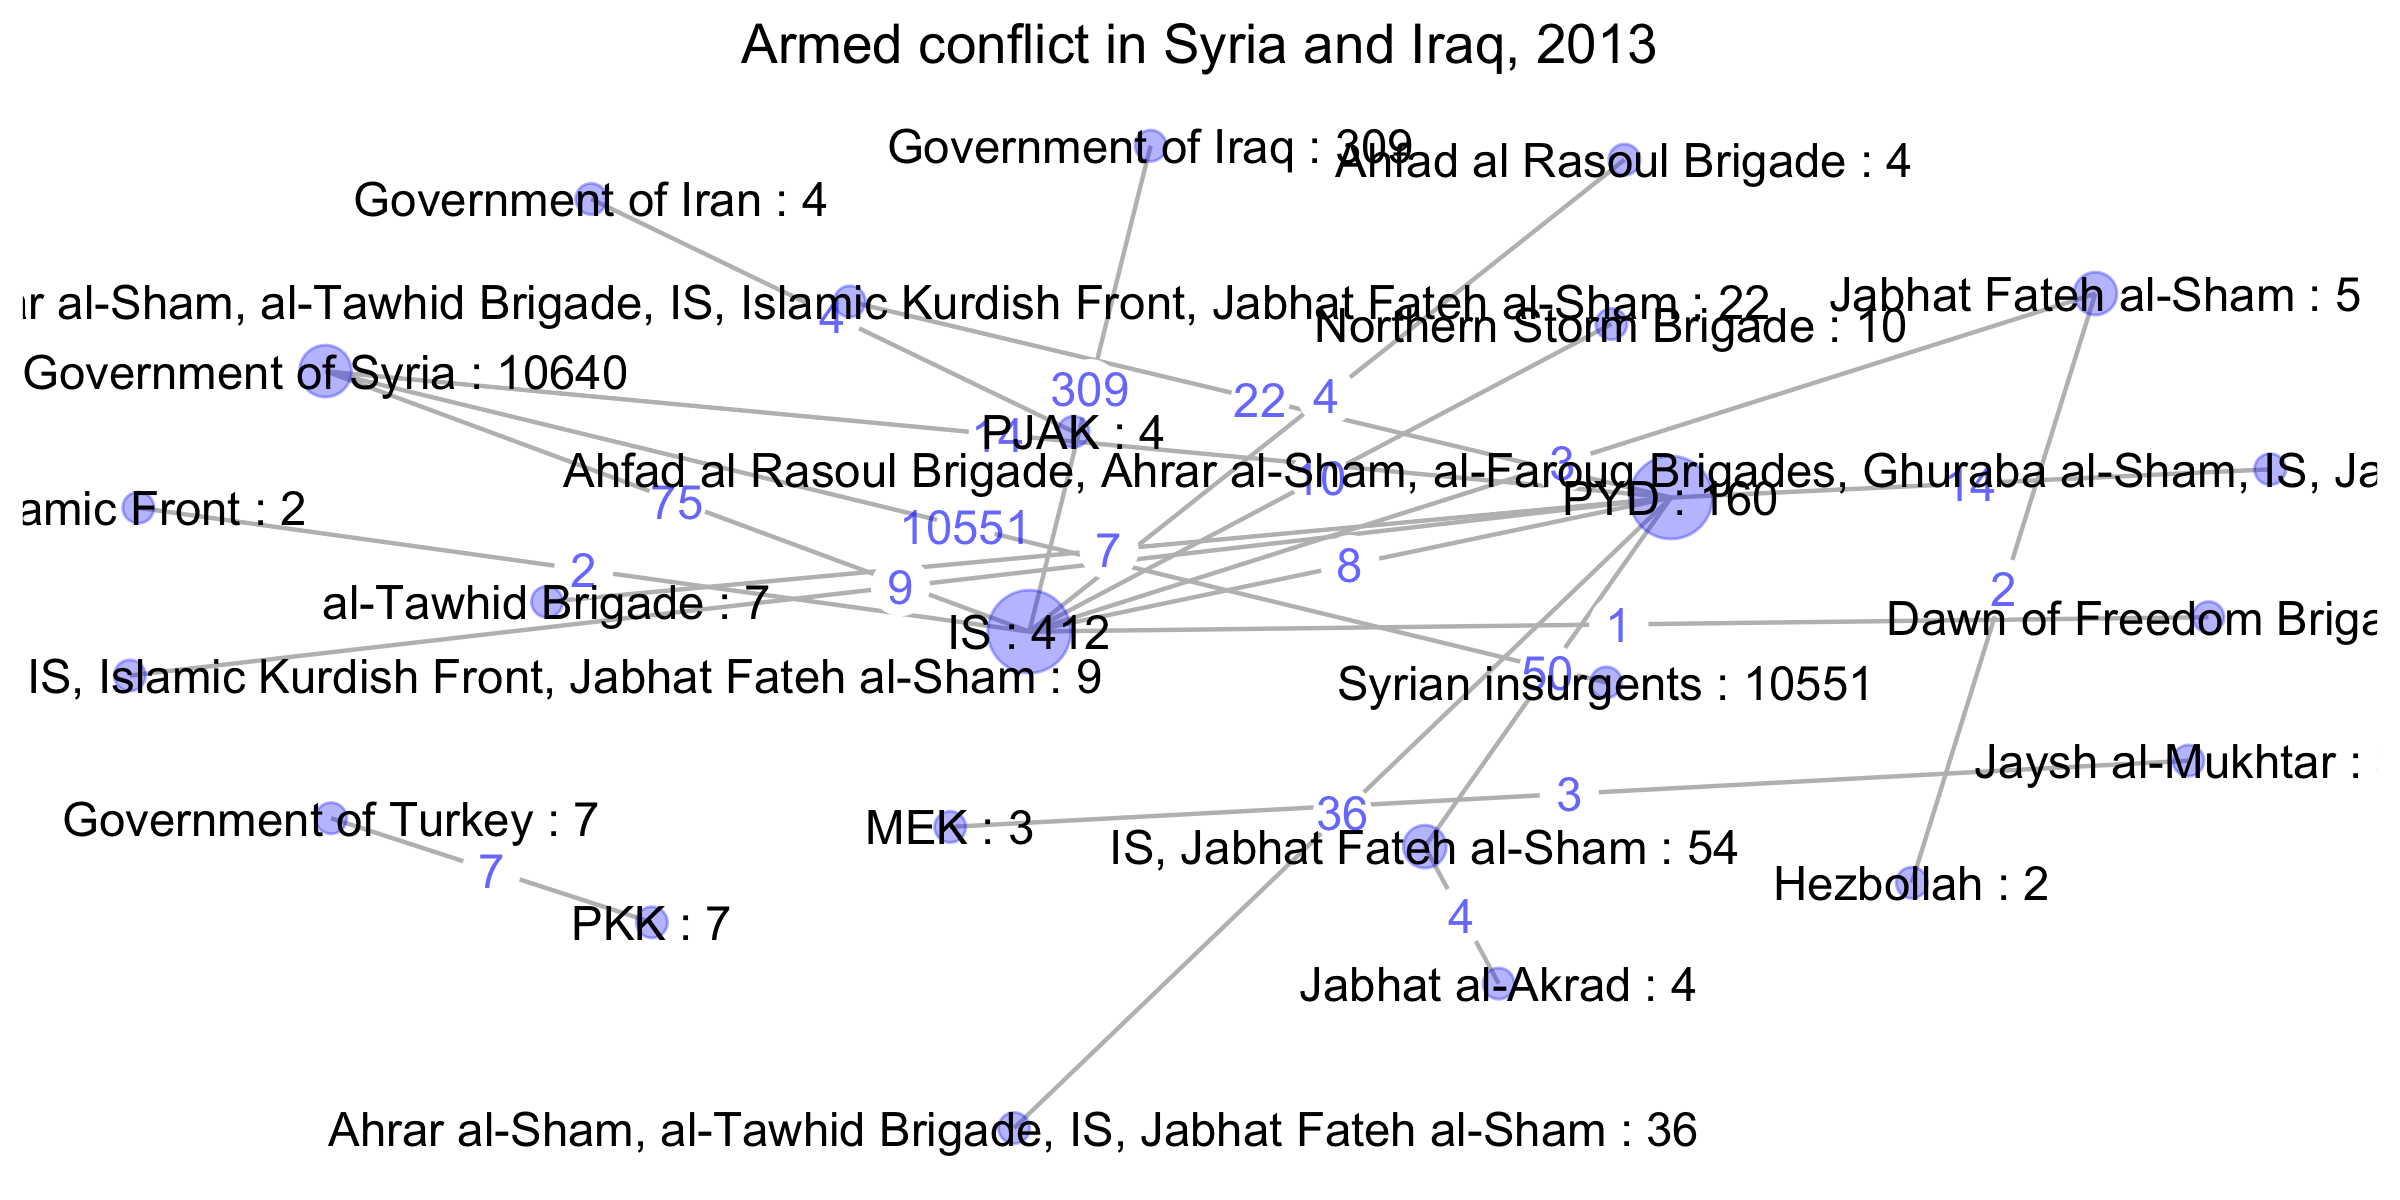 Armed conflict in Syria and Iraq, 2013
Government of Iraq : 309
Ahfad al Rasoul Brigade : 4
Government of Iran : 4
al-Sham, al-Tawhid Brigade, IS, Islamic Kurdish Front, Jabhat Fateh al-Sham : 22
Jabhat Fateh al-Sham : 5
4
Northern Storm Brigade : 10
Government of Syria : 10640
309
22
4
14
PJAK : 4
3
Ahfad al Rasoul Brigade, Ahrar al-Sham, al-Farouq Brigades, Ghuraba al-Sham, IS,
10
14
75
PYD : 160
Front : 2
10551
7
2
8
9
2
al-Tawhid Brigade : 7
IS : 412
1
Dawn of Freedom
50
IS, Islamic Kurdish Front, Jabhat Fateh al-Sham : 9
Syrian insurgents : 10551
Jaysh al-Mukhtar :
3
Government of Turkey : 7
36
MEK : 3
IS, Jabhat Fateh al-Sham : 54
7
Hezbollah : 2
4
PKK : 7
Jabhat al-Akrad : 4
Ahrar al-Sham, al-Tawhid Brigade, IS, Jabhat Fateh al-Sham : 36